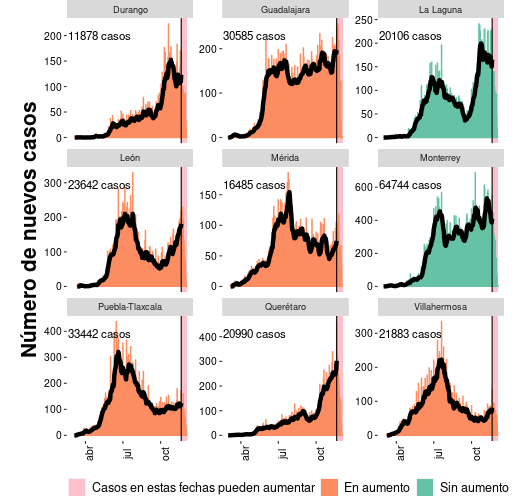 Durango
Guadalajara
La Laguna
11878 casos
30585 casos
20106 casos
200
150
100
50
0
200
100
0
250
200
150
100
50
0
León
Mérida
Monterrey
23642 casos
16485 casos
64744 casos
300
200
100
0
150
100
50
0
600
400
200
0
Puebla-Tlaxcala
Querétaro
Villahermosa
33442 casos
20990 casos
21883 casos
400
300
200
100
0
400
300
200
100
0
300
200
100
0
abr jul oct
abr jul oct
abr jul oct
Número de nuevos casos
Casos en estas fechas pueden aumentar En aumento Sin aumento